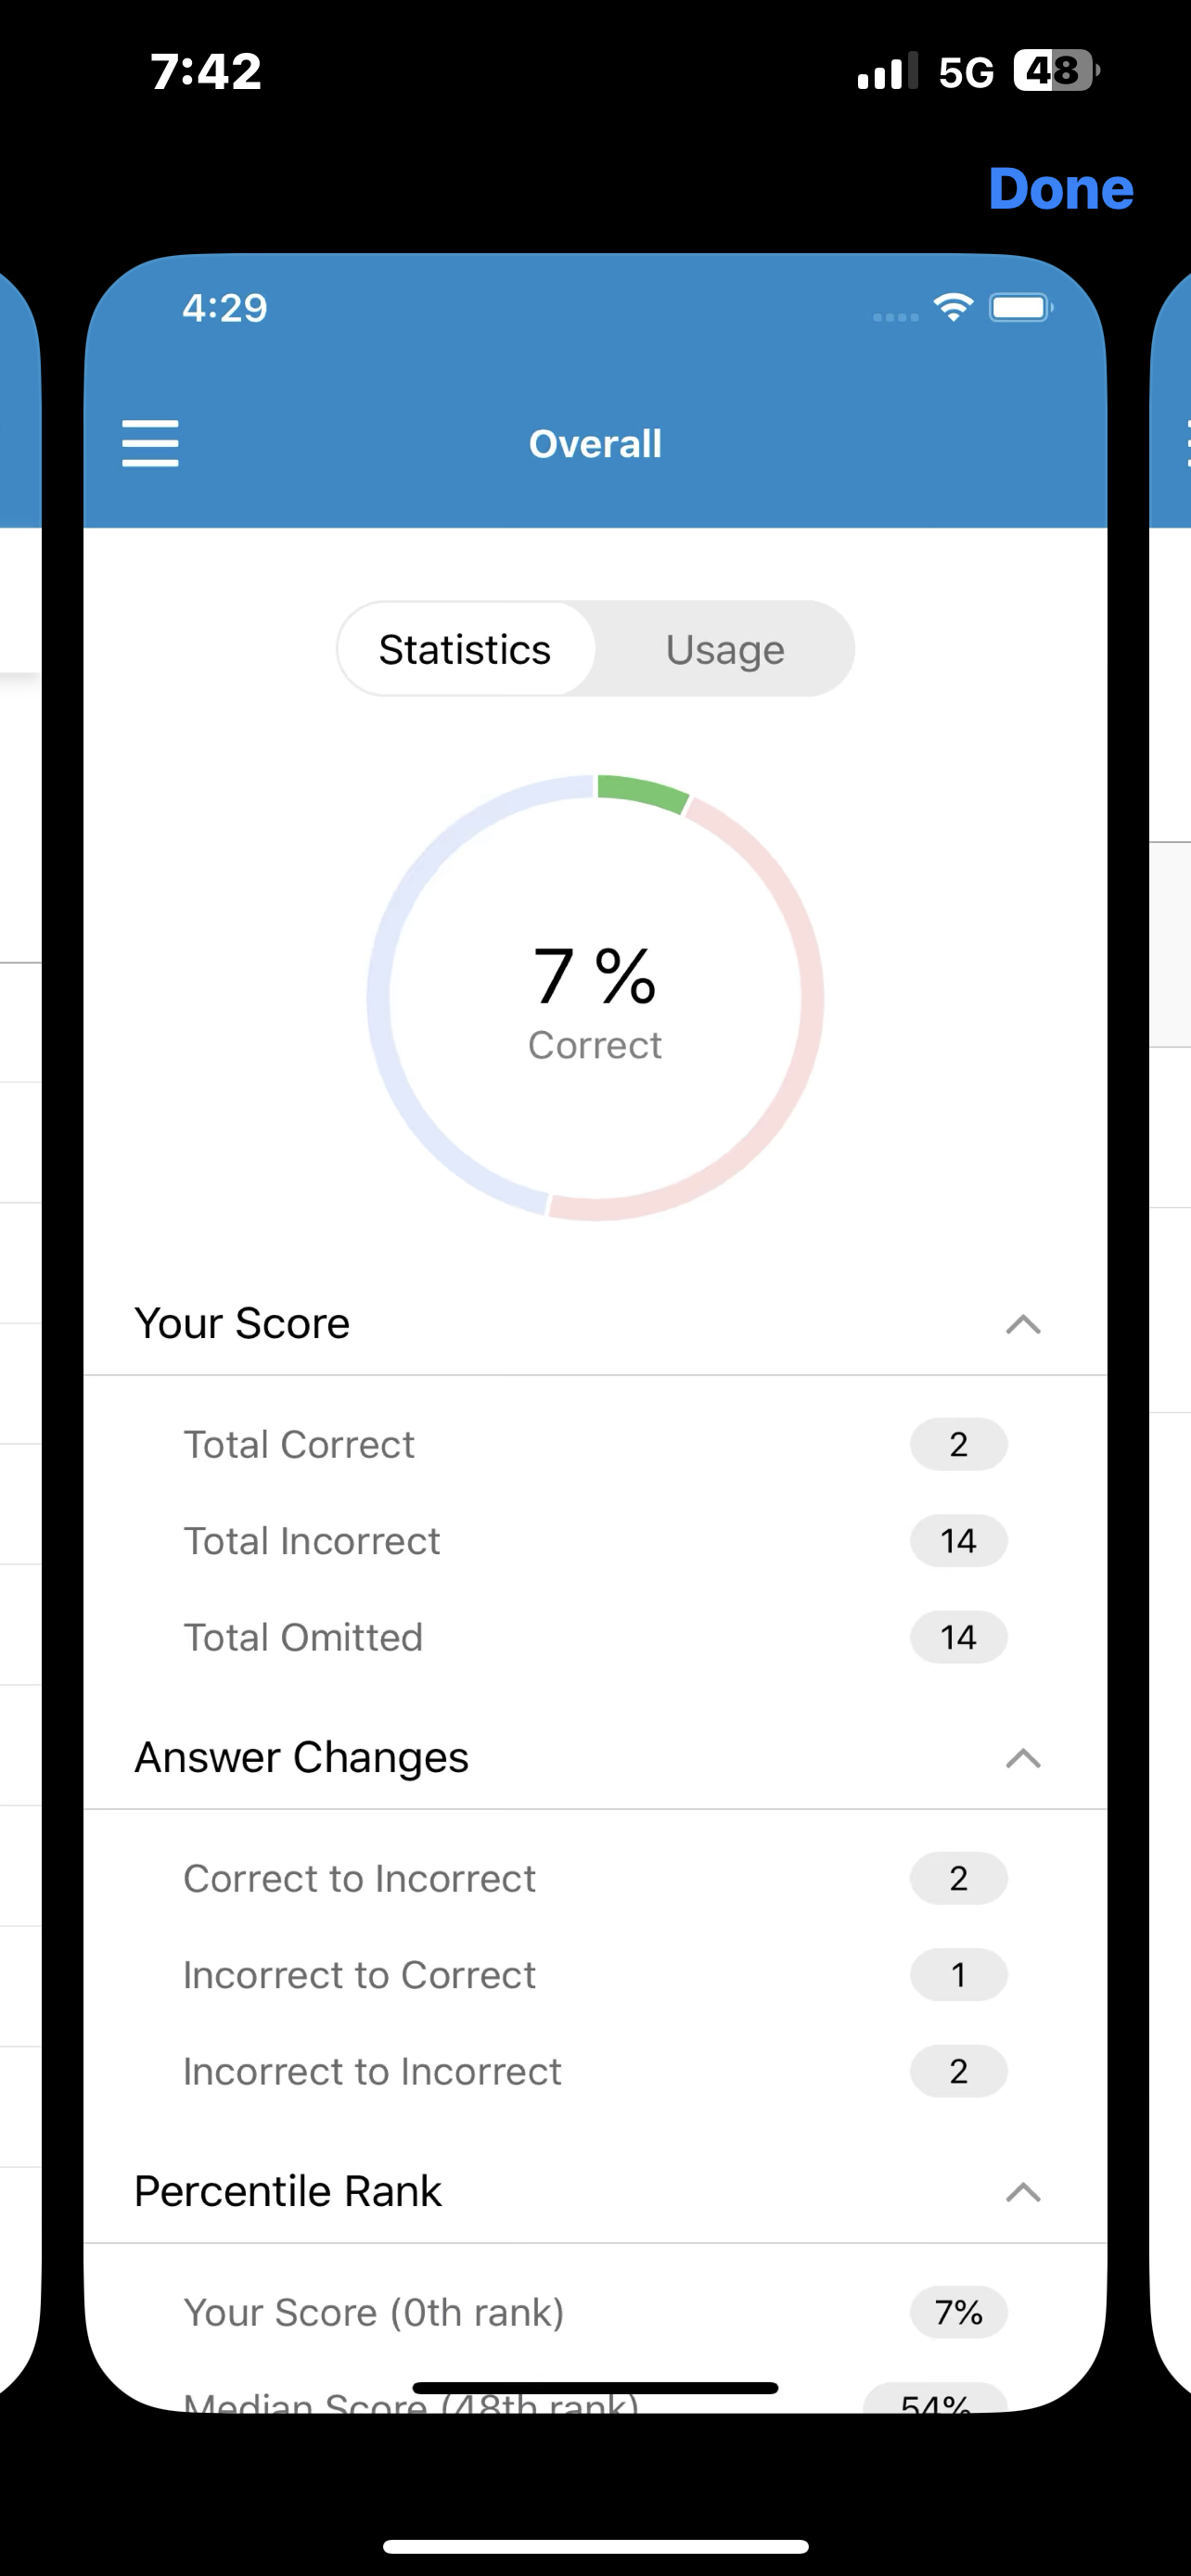 7:42
5G 48
Done
4:29
Overall
Statistics Usage
7 %
Correct
Your Score
Total Correct 2
Total Incorrect 14
Total Omitted 14
Answer Changes
Correct to Incorrect 2
Incorrect to Correct 1
Incorrect to Incorrect 2
Percentile Rank
Your Score (0th rank) 7%
Median Score (48th rank) 54%